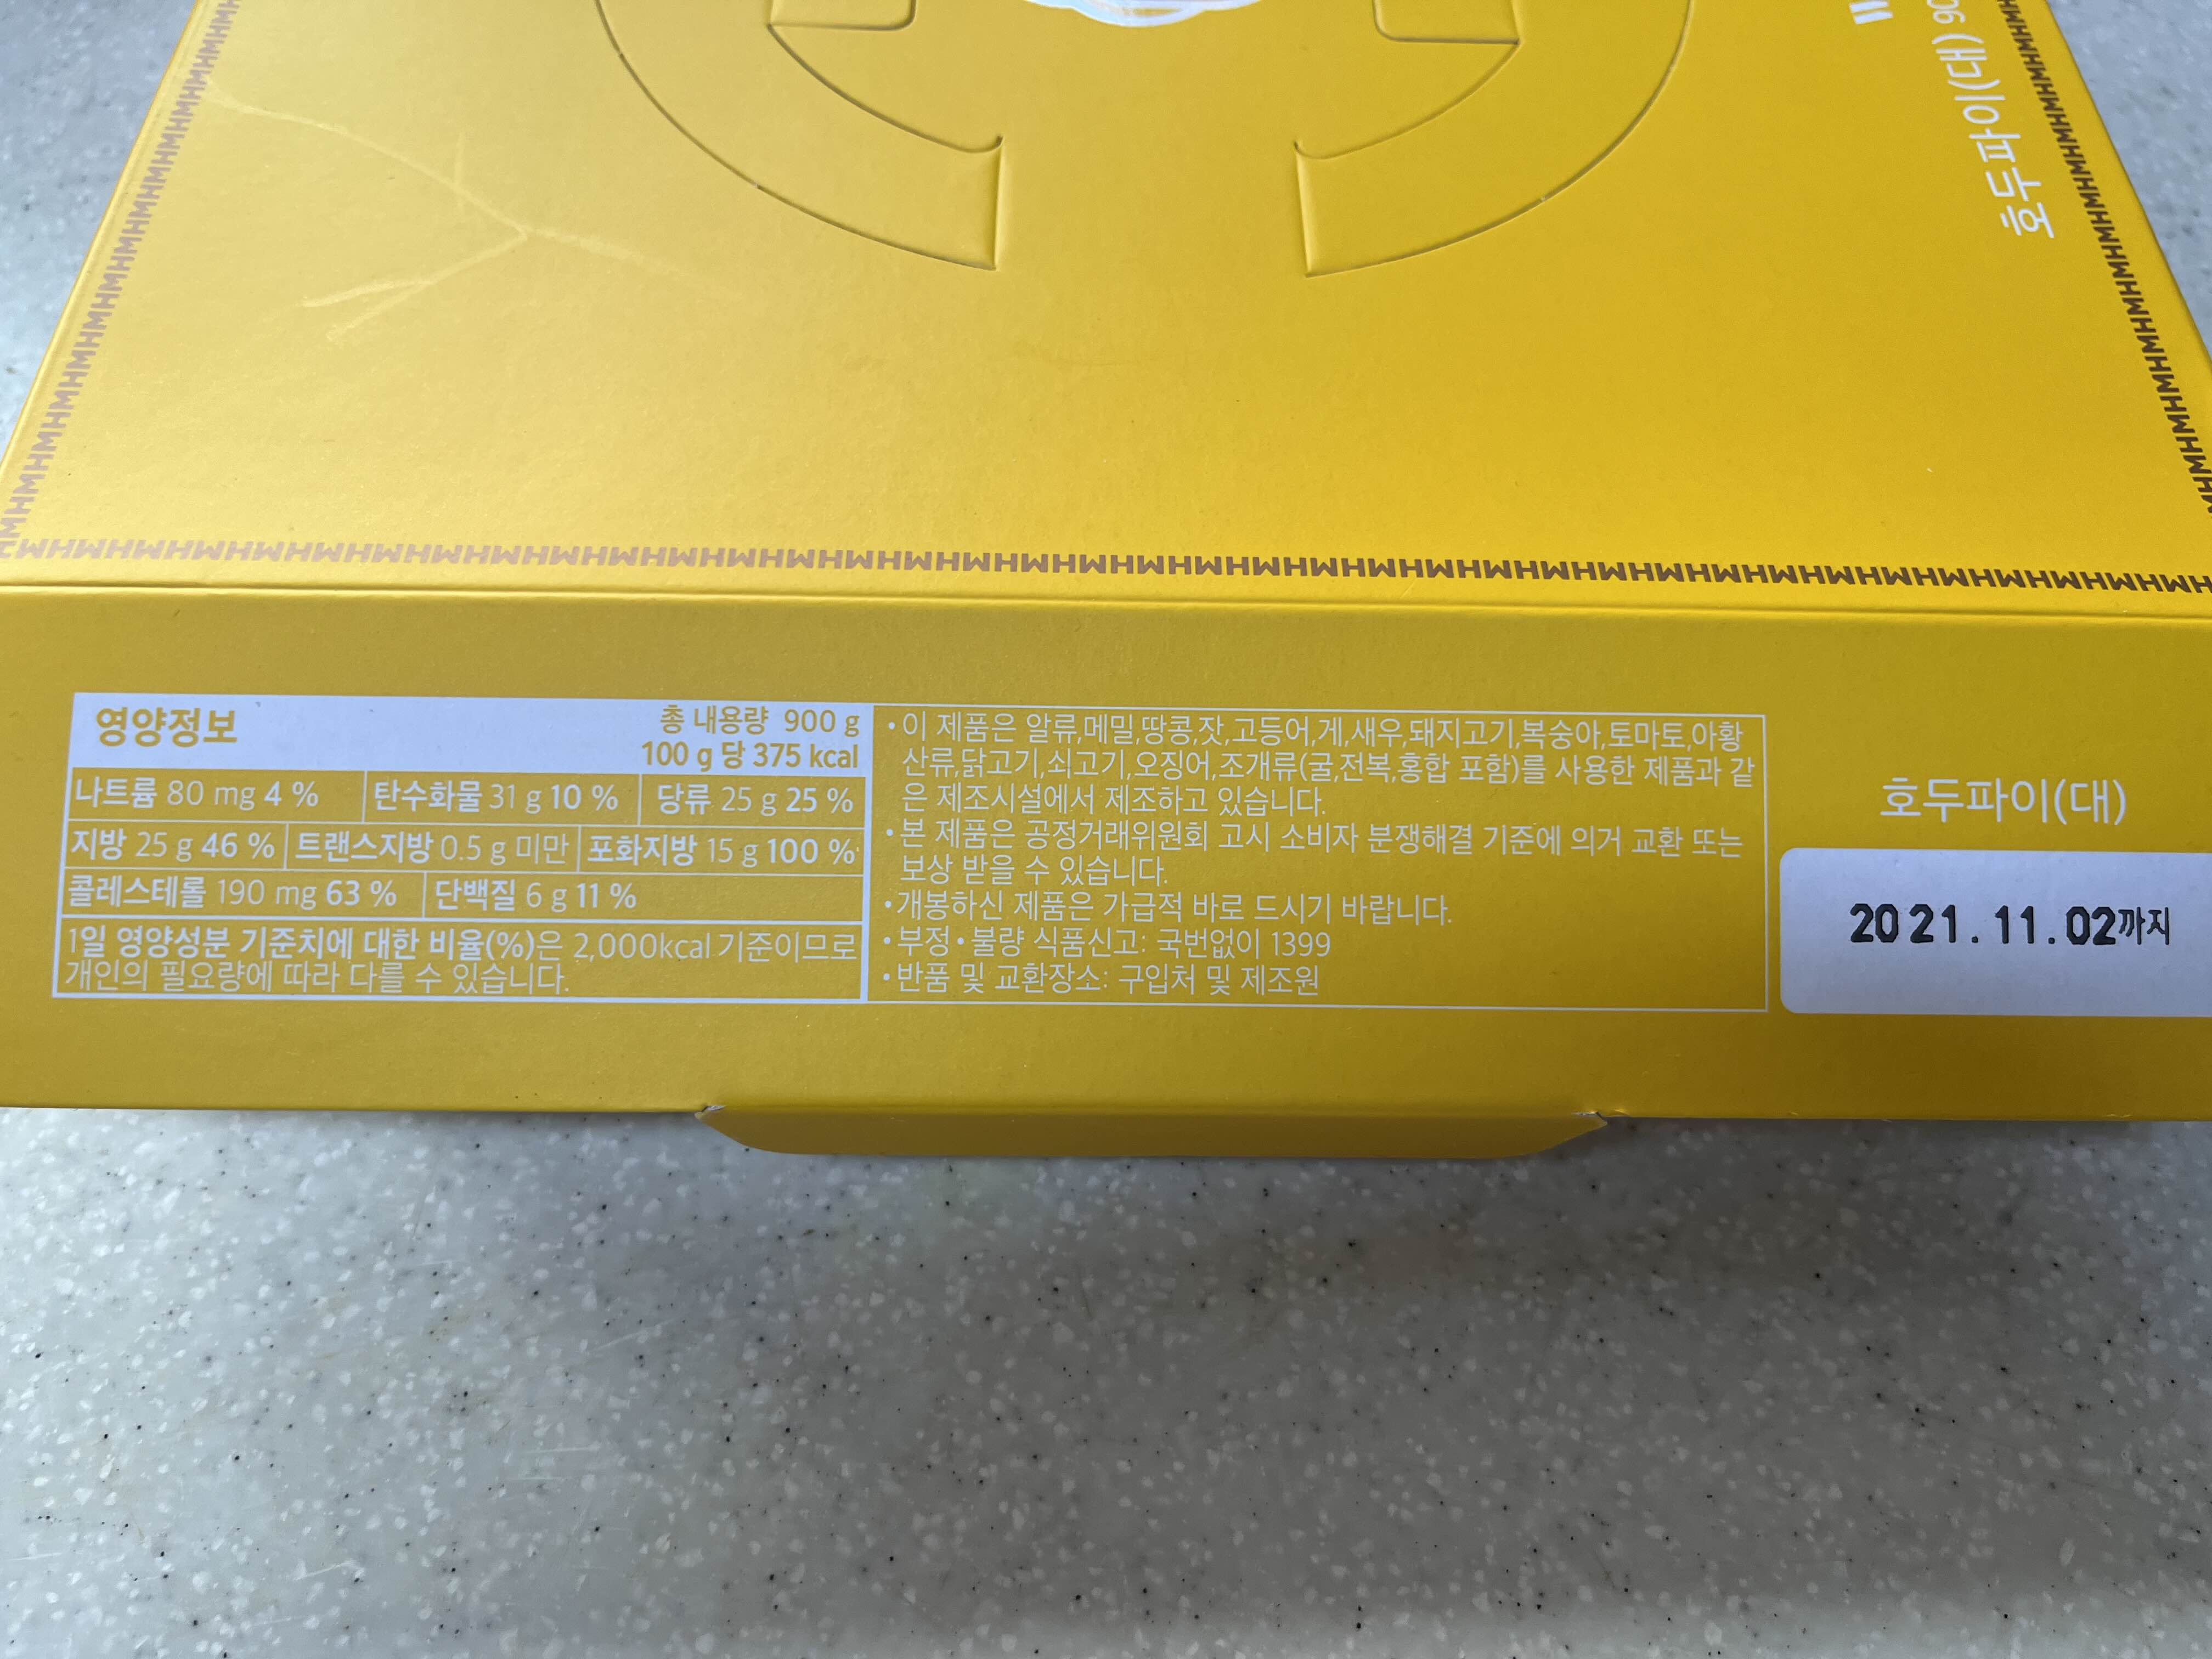 호두파이(대) 90
영양정보
총 내용량 900 g
100 g 당 375 kcal
나트륨 80 mg 4 % 탄수화물 31 g 10 % 당류 25 g 25 %
지방 25 g 46 % 트랜스지방 0.5 g 미만 포화지방 15 g 100 %
콜레스테롤 190 mg 63 % 단백질 6 g 11 %
1일 영양성분 기준치에 대한 비율(%)은 2,000kcal 기준이므로
개인의 필요량에 따라 다를 수 있습니다.
• 이 제품은 알류,메밀,땅콩,잣,고등어,게,새우,돼지고기,복숭아,토마토,아황
산류,닭고기,쇠고기,오징어,조개류(굴,전복,홍합 포함)를 사용한 제품과 같
은 제조시설에서 제조하고 있습니다.
• 본 제품은 공정거래위원회 고시 소비자 분쟁해결 기준에 의거 교환 또는
보상 받을 수 있습니다.
• 개봉하신 제품은 가급적 바로 드시기 바랍니다.
• 부정•불량 식품신고: 국번없이 1399
• 반품 및 교환장소: 구입처 및 제조원
호두파이(대)
2021.11.02까지